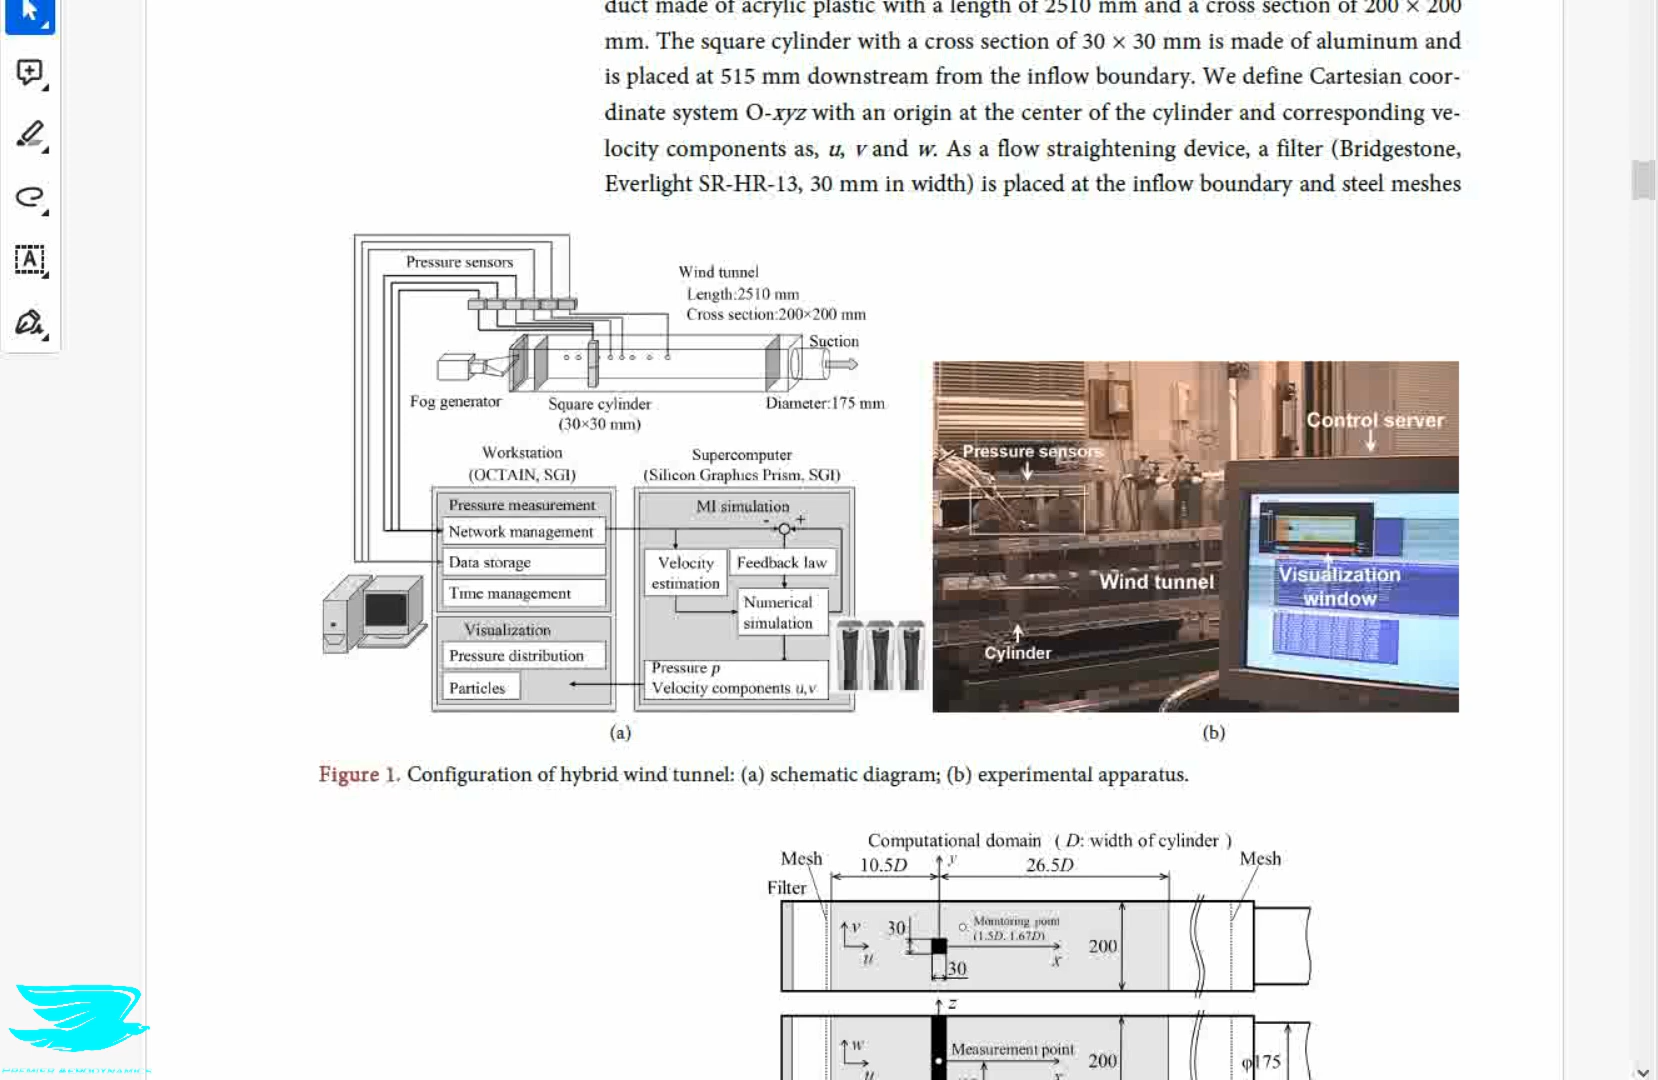 duct made of acrylic plastic with a length of 2510 mm and a cross section of 200 × 200
mm. The square cylinder with a cross section of 30 × 30 mm is made of aluminum and
is placed at 515 mm downstream from the inflow boundary. We define Cartesian coor-
dinate system O-xyz with an origin at the center of the cylinder and corresponding ve-
locity components as, u, v and w. As a flow straightening device, a filter (Bridgestone,
Everlight SR-HR-13, 30 mm in width) is placed at the inflow boundary and steel meshes
Pressure sensors
Wind tunnel
Length:2510 mm
Cross section:200×200 mm
Suction
Fog generator
Square cylinder
(30×30 mm)
Diameter:175 mm
Workstation
(OCTAIN, SGI)
Supercomputer
(Silicon Graphics Prism, SGI)
Pressure measurement
Network management
Data storage
Time management
Visualization
Pressure distribution
Particles
MI simulation
- +
Velocity
estimation
Feedback law
Numerical
simulation
Pressure p
Velocity components u,v
(a)
Control server
Pressure sensors
Wind tunnel
Visualization
window
Cylinder
(b)
Figure 1. Configuration of hybrid wind tunnel: (a) schematic diagram; (b) experimental apparatus.
Computational domain ( D: width of cylinder )
Mesh
10.5D
y
26.5D
Mesh
Filter
v
u
30
30
Monitoring point
(1.5D, 1.67D)
x
200
z
w
u
Measurement point
x
200
φ175
PREMIER AERODYNAMICS